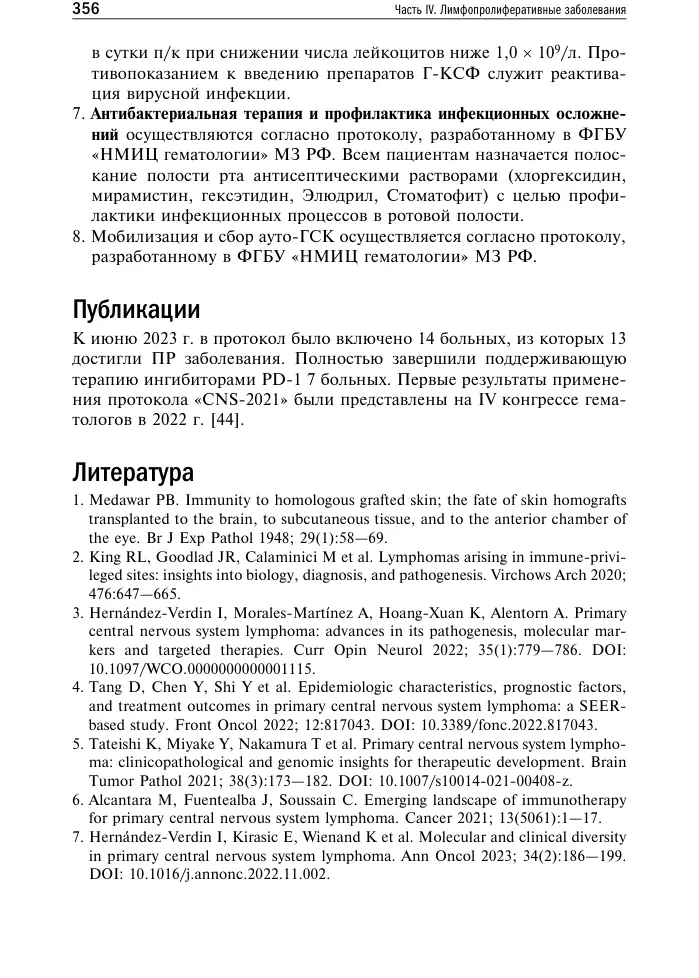 356
Часть IV. Лимфопролиферативные заболевания
в сутки п/к при снижении числа лейкоцитов ниже 1,0 × 10⁹/л. Про-
тивопоказанием к введению препаратов Г-КСФ служит реактива-
ция вирусной инфекции.
7. Антибактериальная терапия и профилактика инфекционных осложне-
ний осуществляются согласно протоколу, разработанному в ФГБУ
«НМИЦ гематологии» МЗ РФ. Всем пациентам назначается полос-
кание полости рта антисептическими растворами (хлоргексидин,
мирамистин, гексэтидин, Элюдрил, Стоматофит) с целью профи-
лактики инфекционных процессов в ротовой полости.
8. Мобилизация и сбор ауто-ГСК осуществляется согласно протоколу,
разработанному в ФГБУ «НМИЦ гематологии» МЗ РФ.
Публикации
К июню 2023 г. в протокол было включено 14 больных, из которых 13
достигли ПР заболевания. Полностью завершили поддерживающую
терапию ингибиторами PD-1 7 больных. Первые результаты примене-
ния протокола «CNS-2021» были представлены на IV конгрессе гема-
тологов в 2022 г. [44].
Литература
1. Medawar PB. Immunity to homologous grafted skin; the fate of skin homografts
transplanted to the brain, to subcutaneous tissue, and to the anterior chamber of
the eye. Br J Exp Pathol 1948; 29(1):58—69.
2. King RL, Goodlad JR, Calaminici M et al. Lymphomas arising in immune-privi-
leged sites: insights into biology, diagnosis, and pathogenesis. Virchows Arch 2020;
476:647—665.
3. Hernández-Verdin I, Morales-Martínez A, Hoang-Xuan K, Alentorn A. Primary
central nervous system lymphoma: advances in its pathogenesis, molecular mar-
kers and targeted therapies. Curr Opin Neurol 2022; 35(1):779—786. DOI:
10.1097/WCO.0000000000001115.
4. Tang D, Chen Y, Shi Y et al. Epidemiologic characteristics, prognostic factors,
and treatment outcomes in primary central nervous system lymphoma: a SEER-
based study. Front Oncol 2022; 12:817043. DOI: 10.3389/fonc.2022.817043.
5. Tateishi K, Miyake Y, Nakamura T et al. Primary central nervous system lympho-
ma: clinicopathological and genomic insights for therapeutic development. Brain
Tumor Pathol 2021; 38(3):173—182. DOI: 10.1007/s10014-021-00408-z.
6. Alcantara M, Fuentealba J, Soussain C. Emerging landscape of immunotherapy
for primary central nervous system lymphoma. Cancer 2021; 13(5061):1—17.
7. Hernández-Verdin I, Kirasic E, Wienand K et al. Molecular and clinical diversity
in primary central nervous system lymphoma. Ann Oncol 2023; 34(2):186—199.
DOI: 10.1016/j.annonc.2022.11.002.